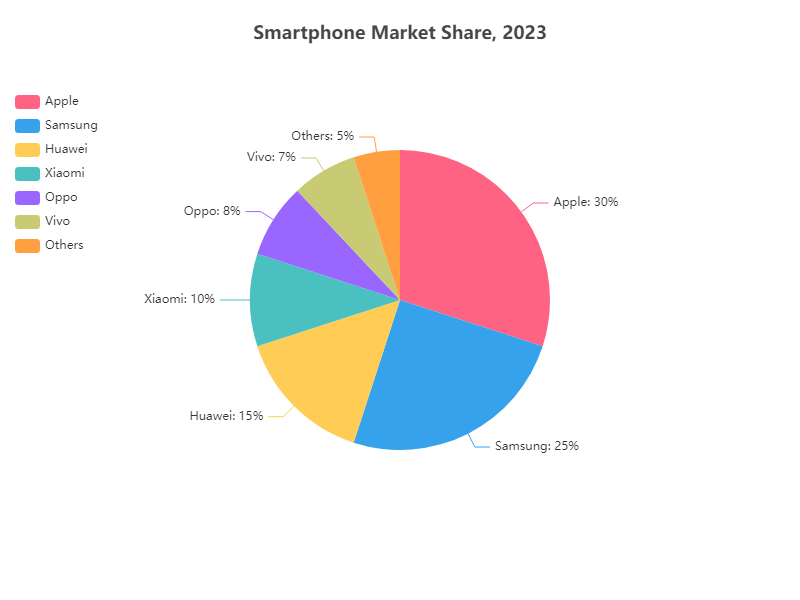 Smartphone Market Share, 2023
Apple
Samsung
Huawei
Xiaomi
Oppo
Vivo
Others
Others: 5%
Vivo: 7%
Apple: 30%
Oppo: 8%
Xiaomi: 10%
Huawei: 15%
Samsung: 25%